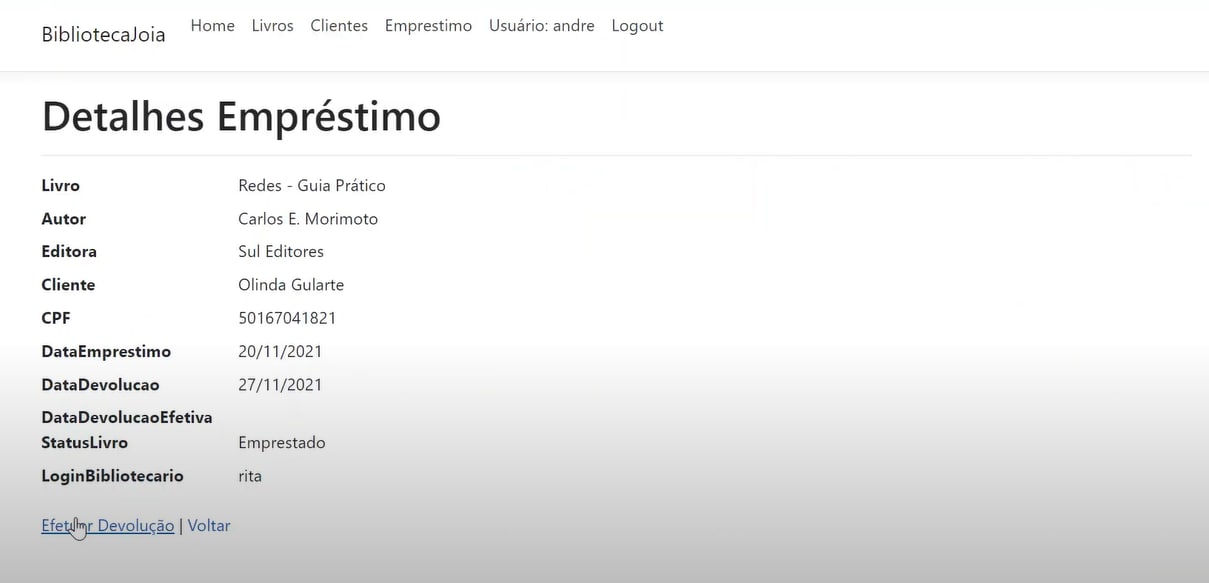 BibliotecaJoia Home Livros Clientes Emprestimo Usuário: andre Logout
Detalhes Empréstimo
Livro Redes - Guia Prático
Autor Carlos E. Morimoto
Editora Sul Editores
Cliente Olinda Gularte
CPF 50167041821
DataEmprestimo 20/11/2021
DataDevolucao 27/11/2021
DataDevolucaoEfetiva
StatusLivro Emprestado
LoginBibliotecario rita
Efetuar Devolução | Voltar